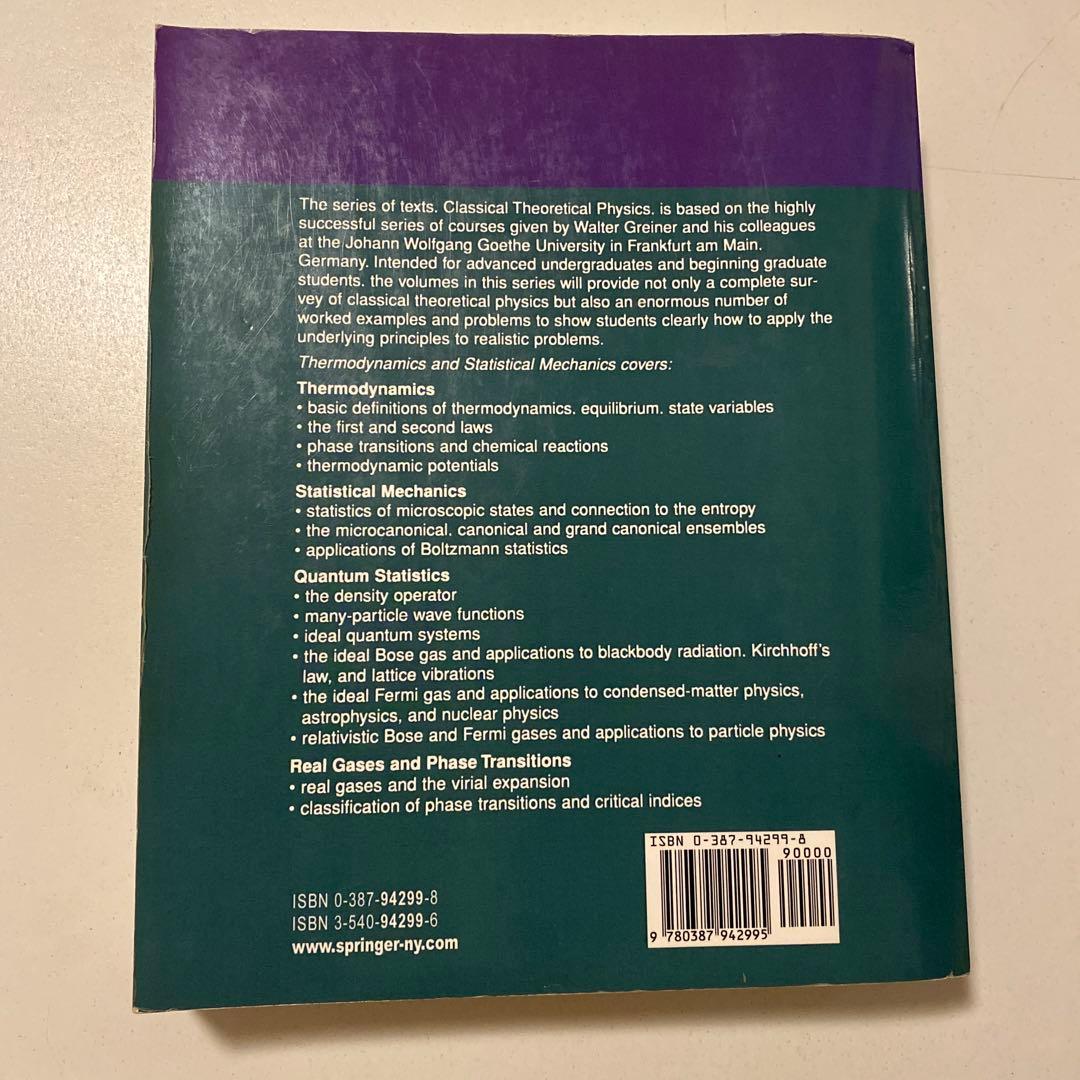 The series of texts. Classical Theoretical Physics. is based on the highly
successful series of courses given by Walter Greiner and his colleagues
at the Johann Wolfgang Goethe University in Frankfurt am Main.
Germany. Intended for advanced undergraduates and beginning graduate
students. the volumes in this series will provide not only a complete sur-
vey of classical theoretical physics but also an enormous number of
worked examples and problems to show students clearly how to apply the
underlying principles to realistic problems.
Thermodynamics and Statistical Mechanics covers:
Thermodynamics
• basic definitions of thermodynamics. equilibrium. state variables
• the first and second laws
• phase transitions and chemical reactions
• thermodynamic potentials
Statistical Mechanics
• statistics of microscopic states and connection to the entropy
• the microcanonical. canonical and grand canonical ensembles
• applications of Boltzmann statistics
Quantum Statistics
• the density operator
• many-particle wave functions
• ideal quantum systems
• the ideal Bose gas and applications to blackbody radiation. Kirchhoff's
law, and lattice vibrations
• the ideal Fermi gas and applications to condensed-matter physics,
astrophysics, and nuclear physics
• relativistic Bose and Fermi gases and applications to particle physics
Real Gases and Phase Transitions
• real gases and the virial expansion
• classification of phase transitions and critical indices
ISBN 0-387-94299-8
ISBN 3-540-94299-6
www.springer-ny.com
ISBN 0-387-94299-8
90000
9 780387 942995